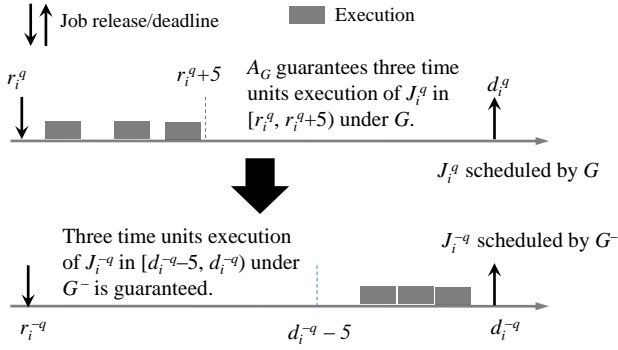 Job release/deadline
Execution
r_i^q
r_i^q+5
A_G guarantees three time
units execution of J_i^q in
[r_i^q, r_i^q+5) under G.
d_i^q
J_i^q scheduled by G
Three time units execution
of J_i^{-q} in [d_i^{-q}–5, d_i^{-q}) under
G^- is guaranteed.
J_i^{-q} scheduled by G^-
r_i^{-q}
d_i^{-q} – 5
d_i^{-q}